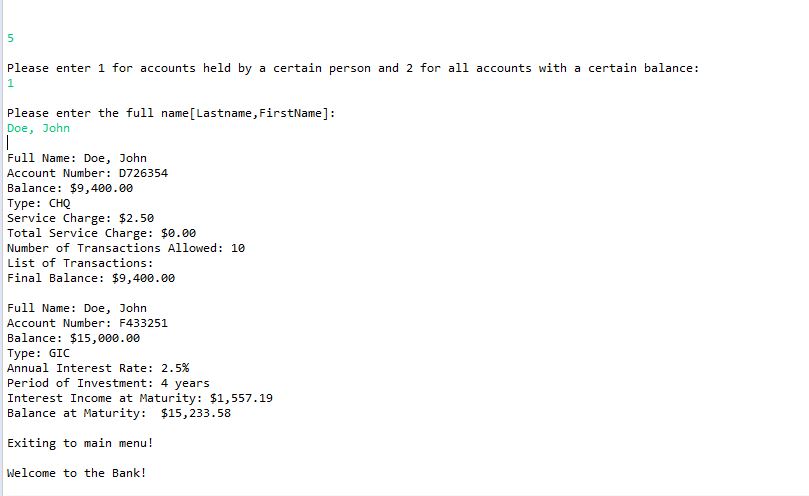 5
Please enter 1 for accounts held by a certain person and 2 for all accounts with a certain balance:
1
Please enter the full name[Lastname,FirstName]:
Doe, John
Full Name: Doe, John
Account Number: D726354
Balance: $9,400.00
Type: CHQ
Service Charge: $2.50
Total Service Charge: $0.00
Number of Transactions Allowed: 10
List of Transactions:
Final Balance: $9,400.00
Full Name: Doe, John
Account Number: F433251
Balance: $15,000.00
Type: GIC
Annual Interest Rate: 2.5%
Period of Investment: 4 years
Interest Income at Maturity: $1,557.19
Balance at Maturity:  $15,233.58
Exiting to main menu!
Welcome to the Bank!